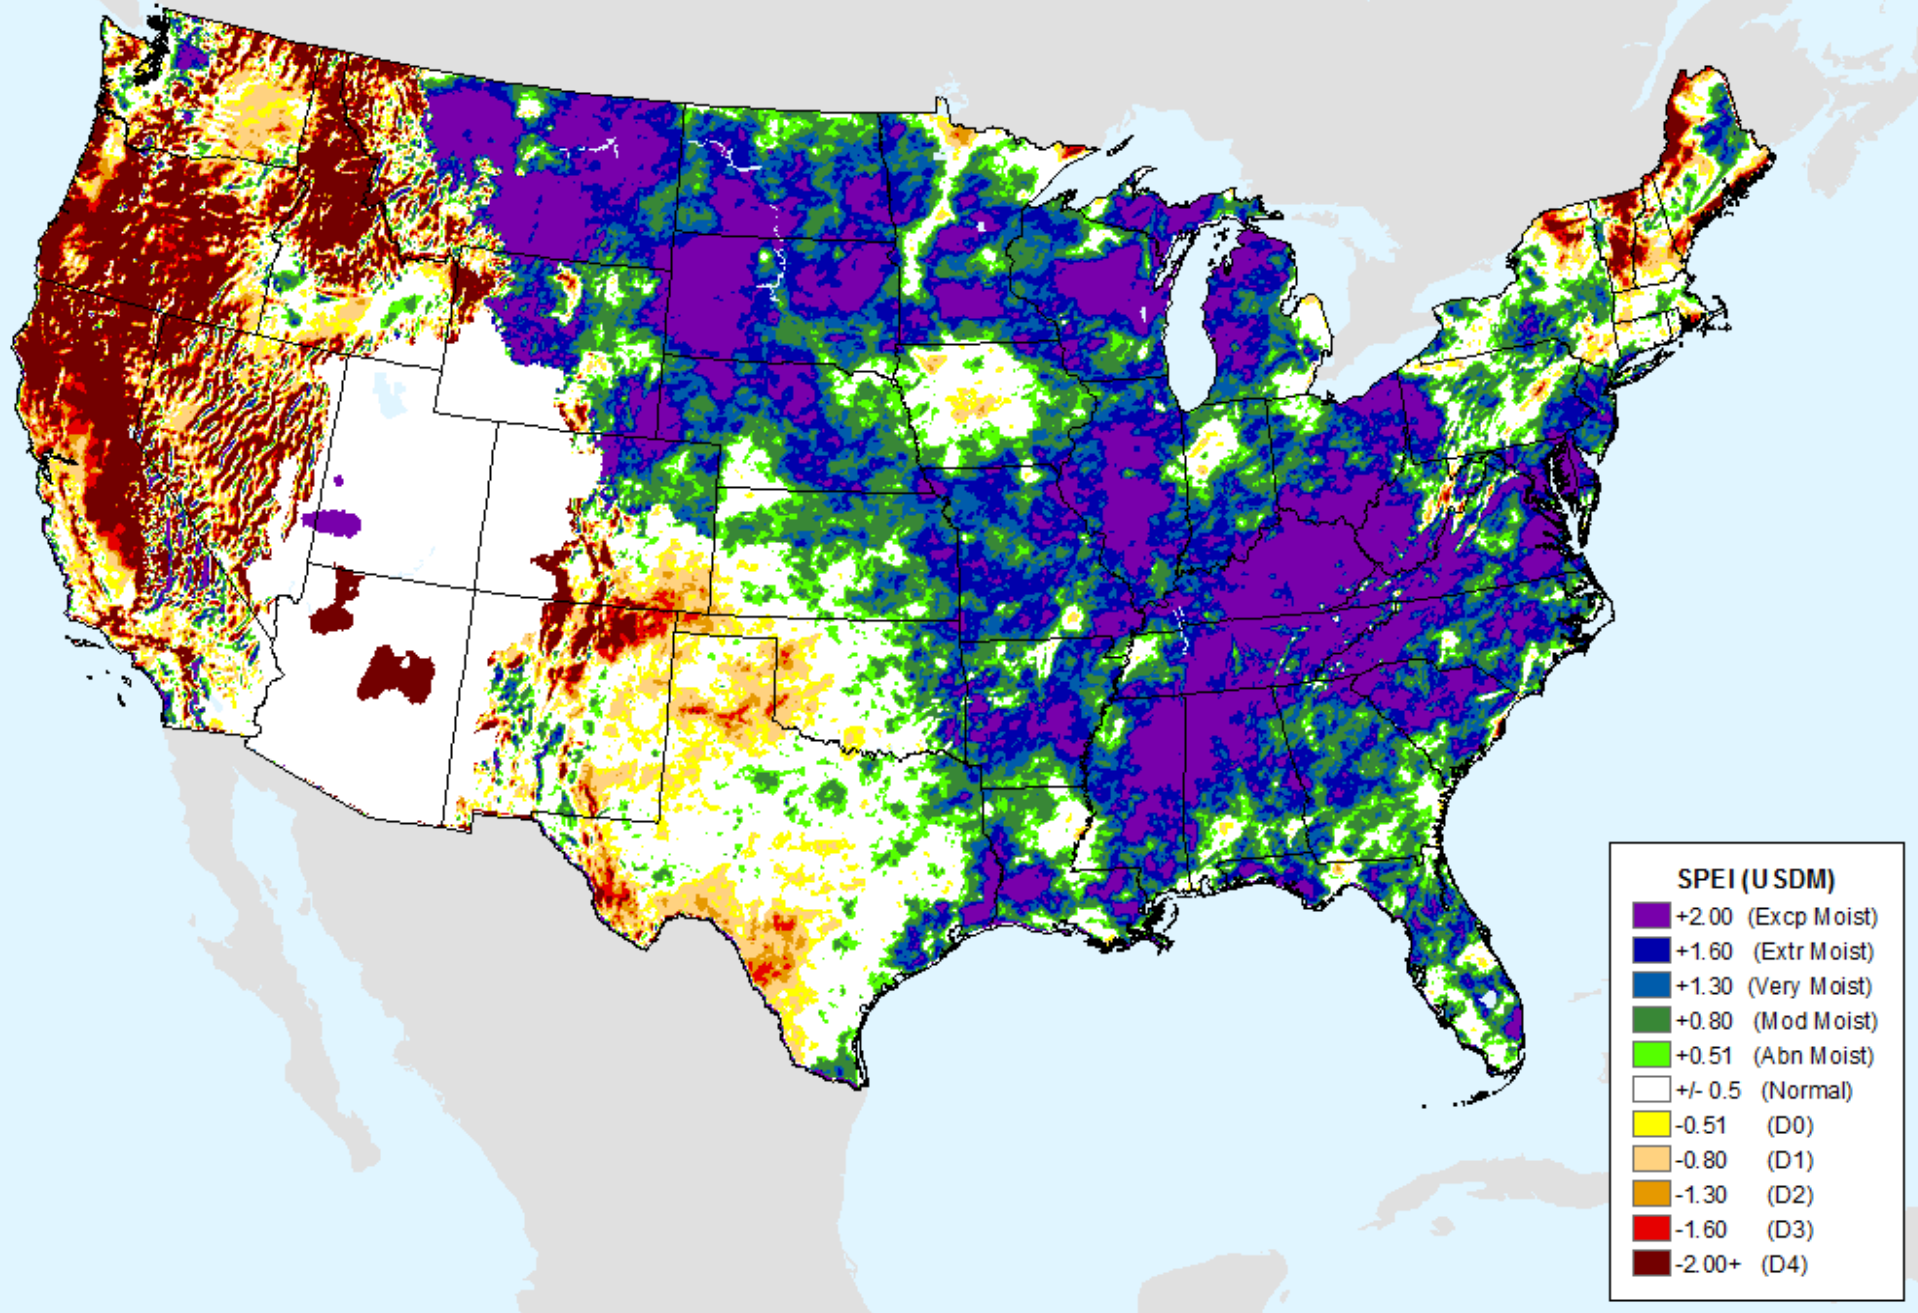 SPEI (USDM)
+2.00 (Excp Moist)
+1.60 (Extr Moist)
+1.30 (Very Moist)
+0.80 (Mod Moist)
+0.51 (Abn Moist)
+/- 0.5 (Normal)
-0.51 (D0)
-0.80 (D1)
-1.30 (D2)
-1.60 (D3)
-2.00+ (D4)